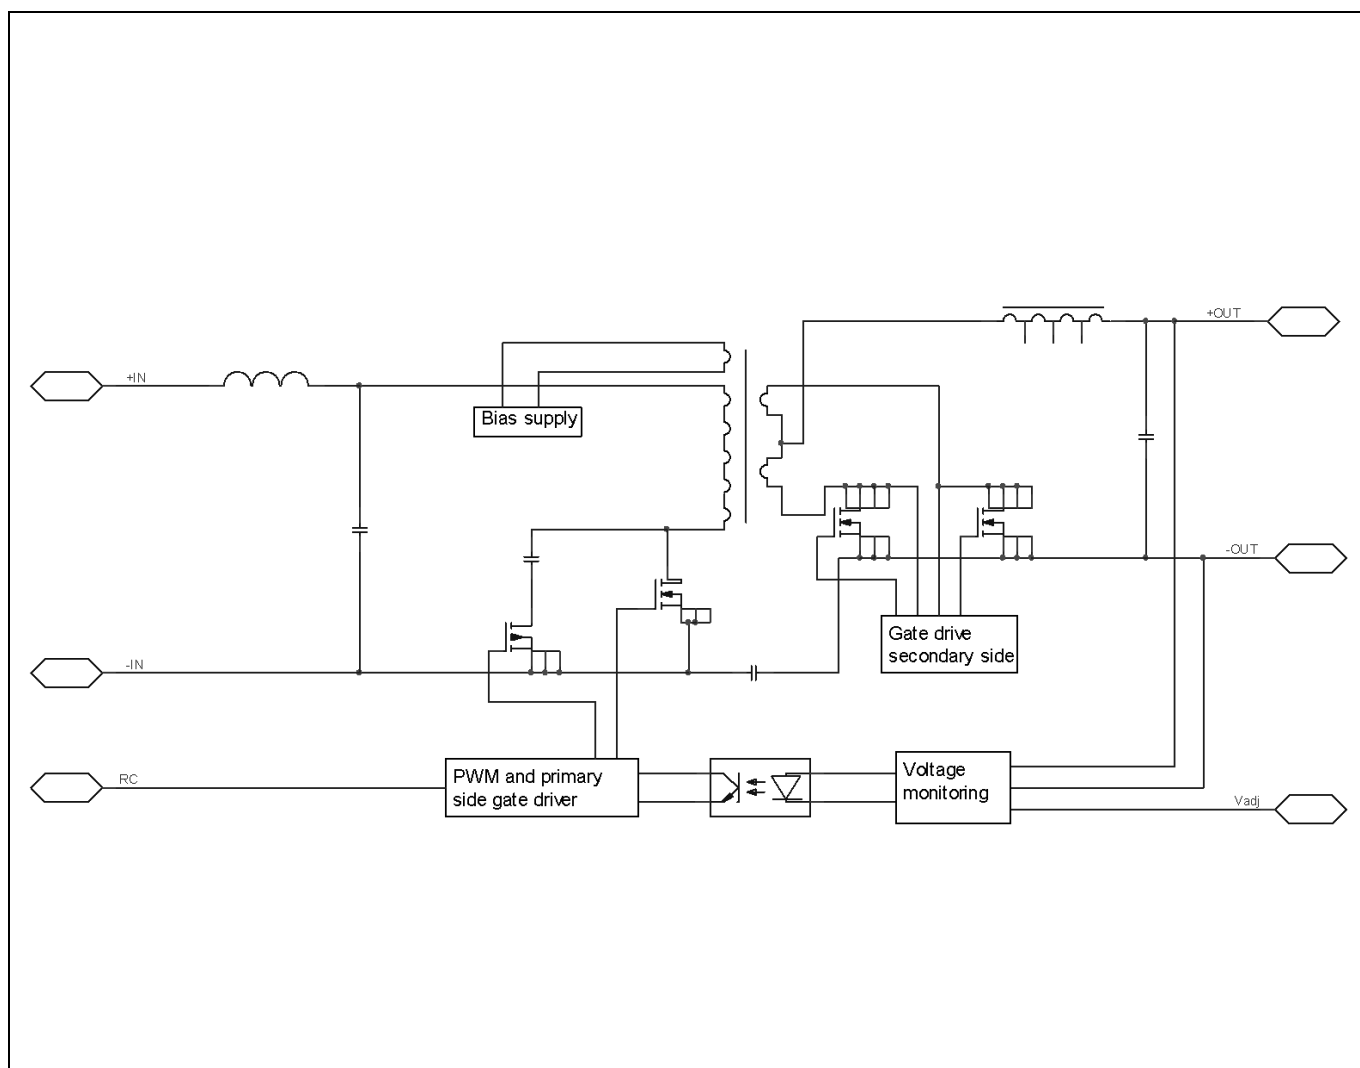 +OUT
+IN
Bias supply
-OUT
Gate drive
secondary side
-IN
RC
PWM and primary
side gate driver
Voltage
monitoring
Vadj